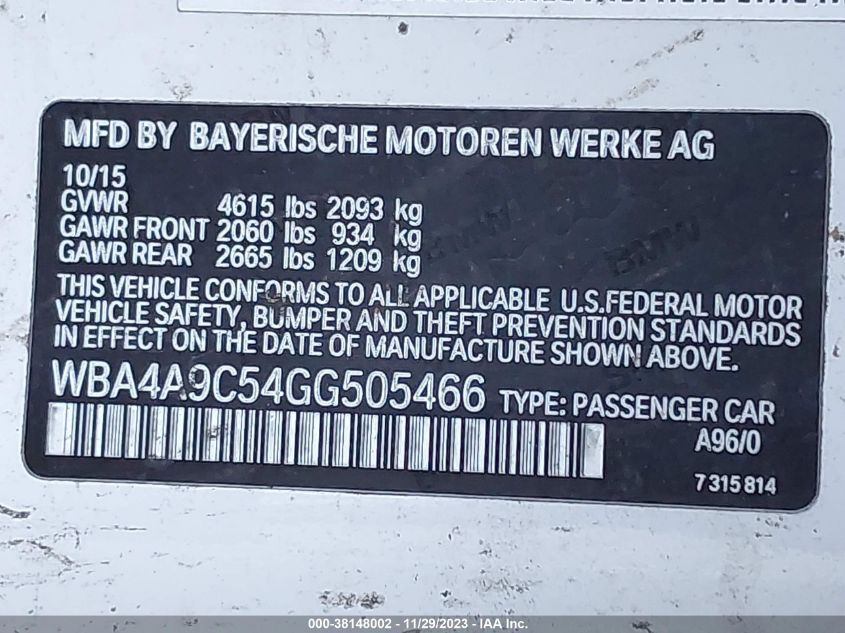 MFD BY BAYERISCHE MOTOREN WERKE AG
10/15
GVWR 4615 lbs 2093 kg
GAWR FRONT 2060 lbs 934 kg
GAWR REAR 2665 lbs 1209 kg
THIS VEHICLE CONFORMS TO ALL APPLICABLE U.S.FEDERAL MOTOR
VEHICLE SAFETY, BUMPER AND THEFT PREVENTION STANDARDS
IN EFFECT ON THE DATE OF MANUFACTURE SHOWN ABOVE.
WBA4A9C54GG505466 TYPE: PASSENGER CAR
A96/0
7 315 814
000-38148002 - 11/29/2023 - IAA Inc.